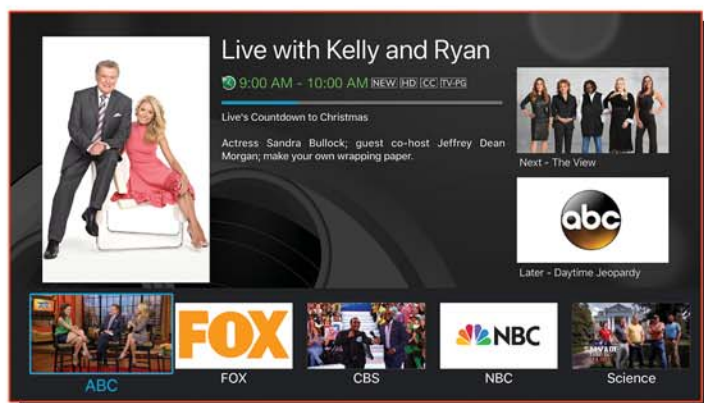 Live with Kelly and Ryan
9:00 AM - 10:00 AM NEW HD CC TV-PG
Live's Countdown to Christmas
Actress Sandra Bullock; guest co-host Jeffrey Dean
Morgan; make your own wrapping paper.
Next - The View
abc
Later - Daytime Jeopardy
FOX
NBC
ABC
FOX
CBS
NBC
Science